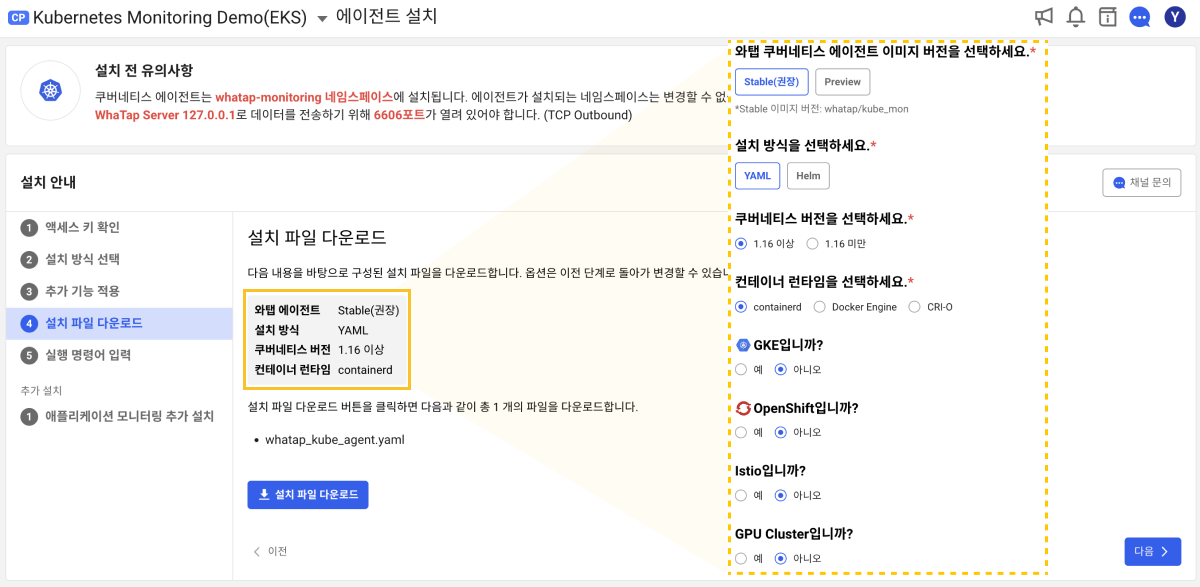 CP Kubernetes Monitoring Demo(EKS) 에이전트 설치
Y
설치 전 유의사항
쿠버네티스 에이전트는 whatap-monitoring 네임스페이스에 설치됩니다. 에이전트가 설치되는 네임스페이스는 변경할 수 없
WhaTap Server 127.0.0.1로 데이터를 전송하기 위해 6606포트가 열려 있어야 합니다. (TCP Outbound)
설치 안내
채널 문의
1 액세스 키 확인
2 설치 방식 선택
3 추가 기능 적용
4 설치 파일 다운로드
5 실행 명령어 입력
추가 설치
1 애플리케이션 모니터링 추가 설치
설치 파일 다운로드
다음 내용을 바탕으로 구성된 설치 파일을 다운로드합니다. 옵션은 이전 단계로 돌아가 변경할 수 있습니
와탭 에이전트 Stable(권장)
설치 방식 YAML
쿠버네티스 버전 1.16 이상
컨테이너 런타임 containerd
설치 파일 다운로드 버튼을 클릭하면 다음과 같이 총 1 개의 파일을 다운로드합니다.
• whatap_kube_agent.yaml
설치 파일 다운로드
이전
다음
와탭 쿠버네티스 에이전트 이미지 버전을 선택하세요.*
Stable(권장) Preview
*Stable 이미지 버전: whatap/kube_mon
설치 방식을 선택하세요.*
YAML Helm
쿠버네티스 버전을 선택하세요.*
1.16 이상 1.16 미만
컨테이너 런타임을 선택하세요.*
containerd Docker Engine CRI-O
GKE입니까?
예 아니오
OpenShift입니까?
예 아니오
Istio입니까?
예 아니오
GPU Cluster입니까?
예 아니오